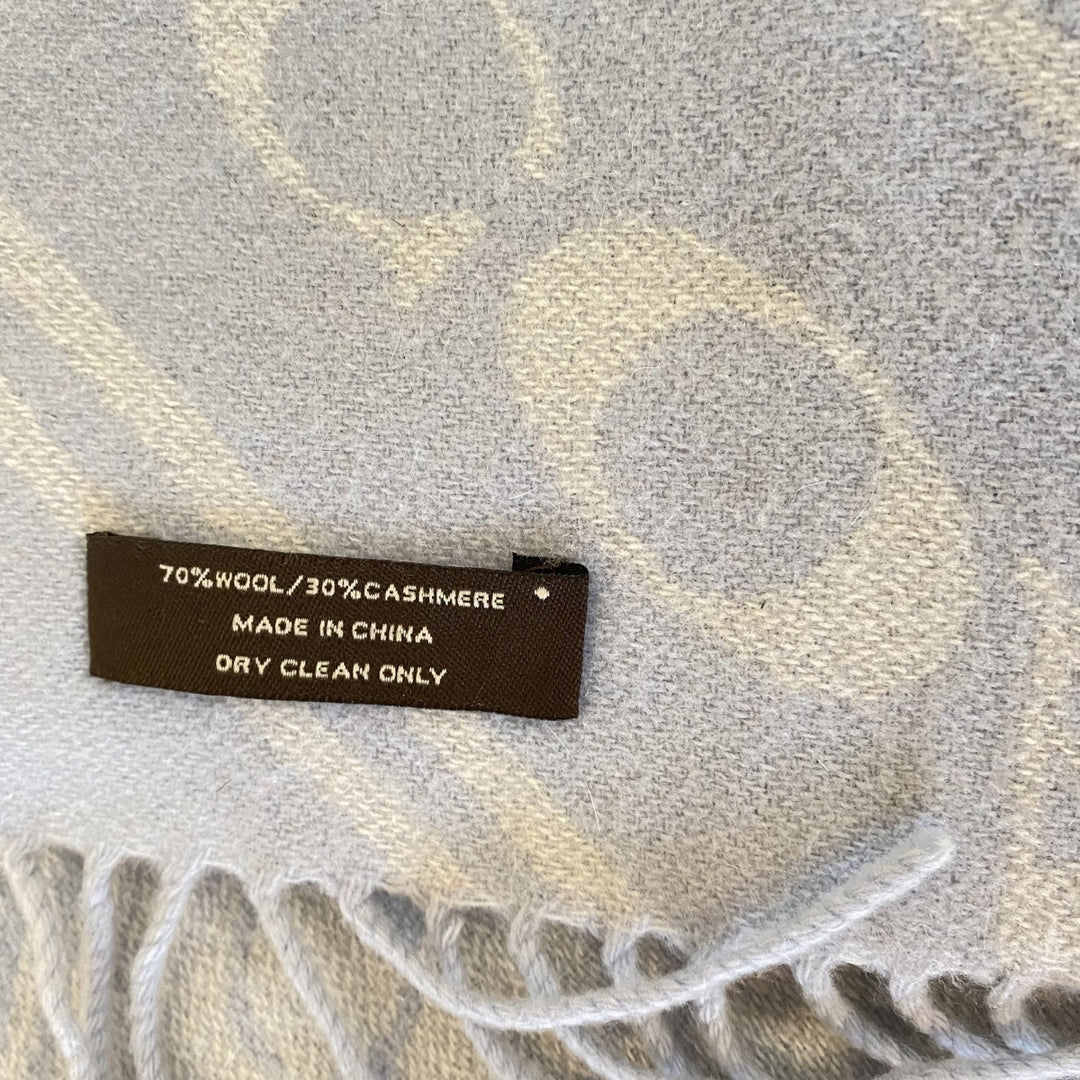 70%WOOL/30%CASHMERE
MADE IN CHINA
DRY CLEAN ONLY